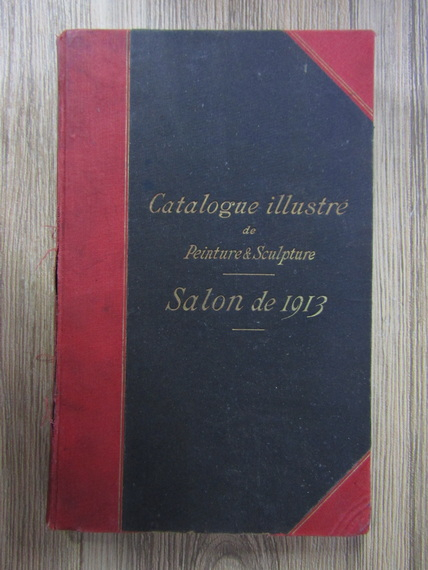 Catalogue illustré
de
Peinture & Sculpture
Salon de 1913